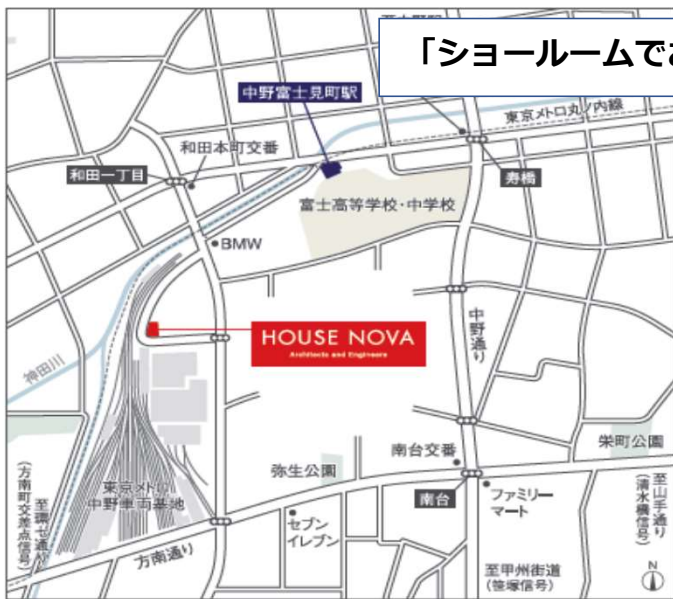 「ショールームで
中野富士見町駅
東京メトロ丸ノ内線
和田本町交番
和田一丁目
寿橋
富士高等学校・中学校
BMW
HOUSE NOVA
Architects and Engineers
中野通り
神田川
南台交番
栄町公園
弥生公園
南台
東京メトロ
中野車両基地
ファミリー
マート
セブン
イレブン
方南通り
至環七通り
(方南町交差点信号)
至山手通り
(清水橋信号)
至甲州街道
(笹塚信号)
N